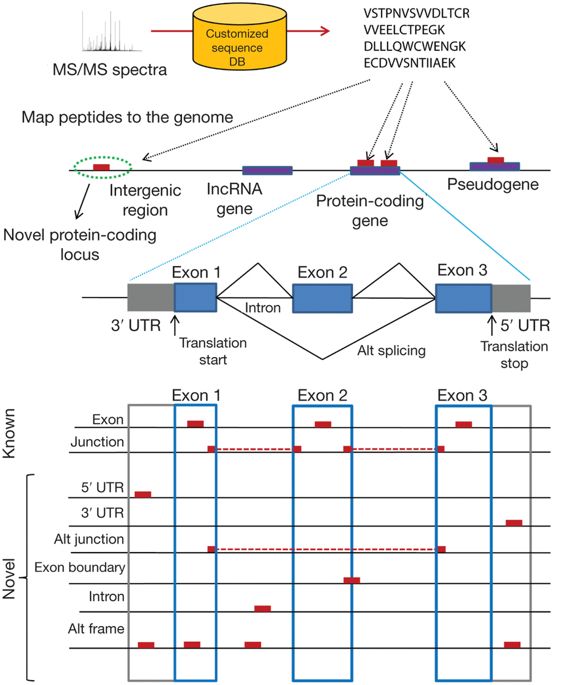 VSTPNVSVVDLTCR
VVEELCTPEGK
DLLLQWCWENGK
ECDVVSNTIIAEK
Customized
sequence
DB
MS/MS spectra
Map peptides to the genome
Intergenic
region
lncRNA
gene
Protein-coding
gene
Pseudogene
Novel protein-coding
locus
Exon 1
Exon 2
Exon 3
Intron
3′ UTR
5′ UTR
Translation
start
Alt splicing
Translation
stop
Exon 1
Exon 2
Exon 3
Known
Exon
Junction
Novel
5′ UTR
3′ UTR
Alt junction
Exon boundary
Intron
Alt frame